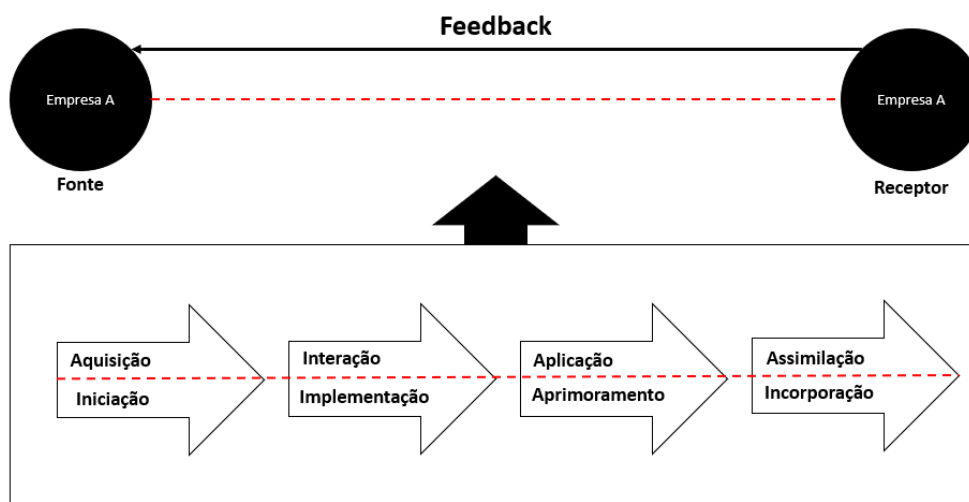 Feedback
Empresa A
Empresa A
Fonte
Receptor
Aquisição
Iniciação
Interação
Implementação
Aplicação
Aprimoramento
Assimilação
Incorporação